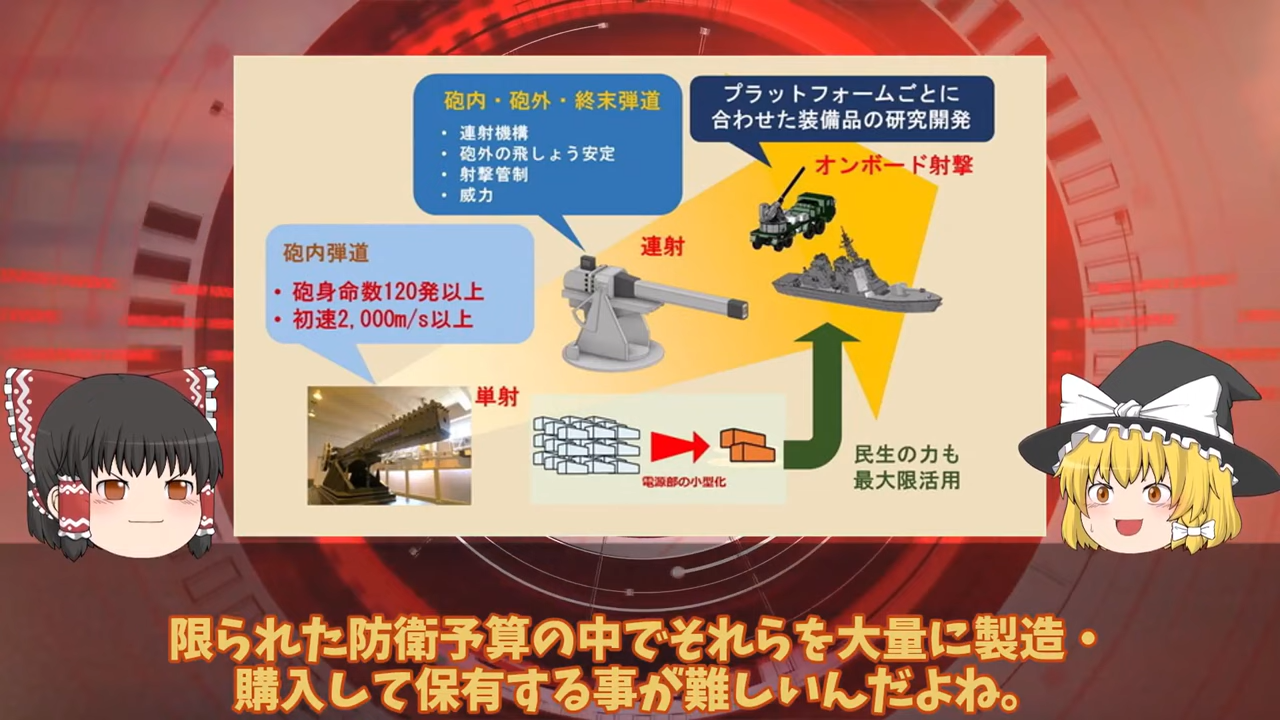 砲内・砲外・終末弾道
・ 連射機構
・ 砲外の飛しょう安定
・ 射撃管制
・ 威力
プラットフォームごとに
合わせた装備品の研究開発
オンボード射撃
連射
砲内弾道
・ 砲身命数120発以上
・ 初速2,000m/s以上
単射
電源部の小型化
民生の力も
最大限活用
限られた防衛予算の中でそれらを大量に製造・
購入して保有する事が難しいんだよね。